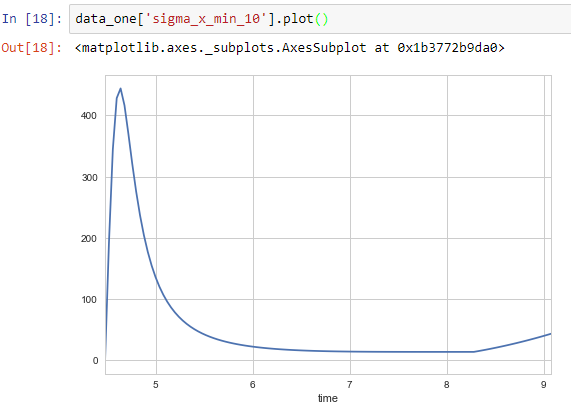 In [18]: data_one['sigma_x_min_10'].plot()
Out[18]: <matplotlib.axes._subplots.AxesSubplot at 0x1b3772b9da0>
400
300
200
100
0
5 6 7 8 9
time